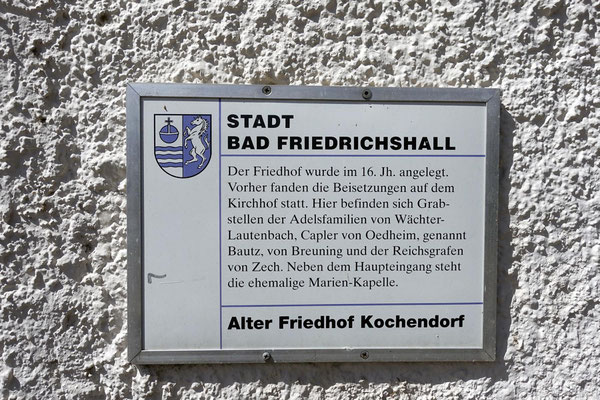 STADT
BAD FRIEDRICHSHALL
Der Friedhof wurde im 16. Jh. angelegt.
Vorher fanden die Beisetzungen auf dem
Kirchhof statt. Hier befinden sich Grab-
stellen der Adelsfamilien von Wächter-
Lautenbach, Capler von Oedheim, genannt
Bautz, von Breuning und der Reichsgrafen
von Zech. Neben dem Haupteingang steht
die ehemalige Marien-Kapelle.
Alter Friedhof Kochendorf